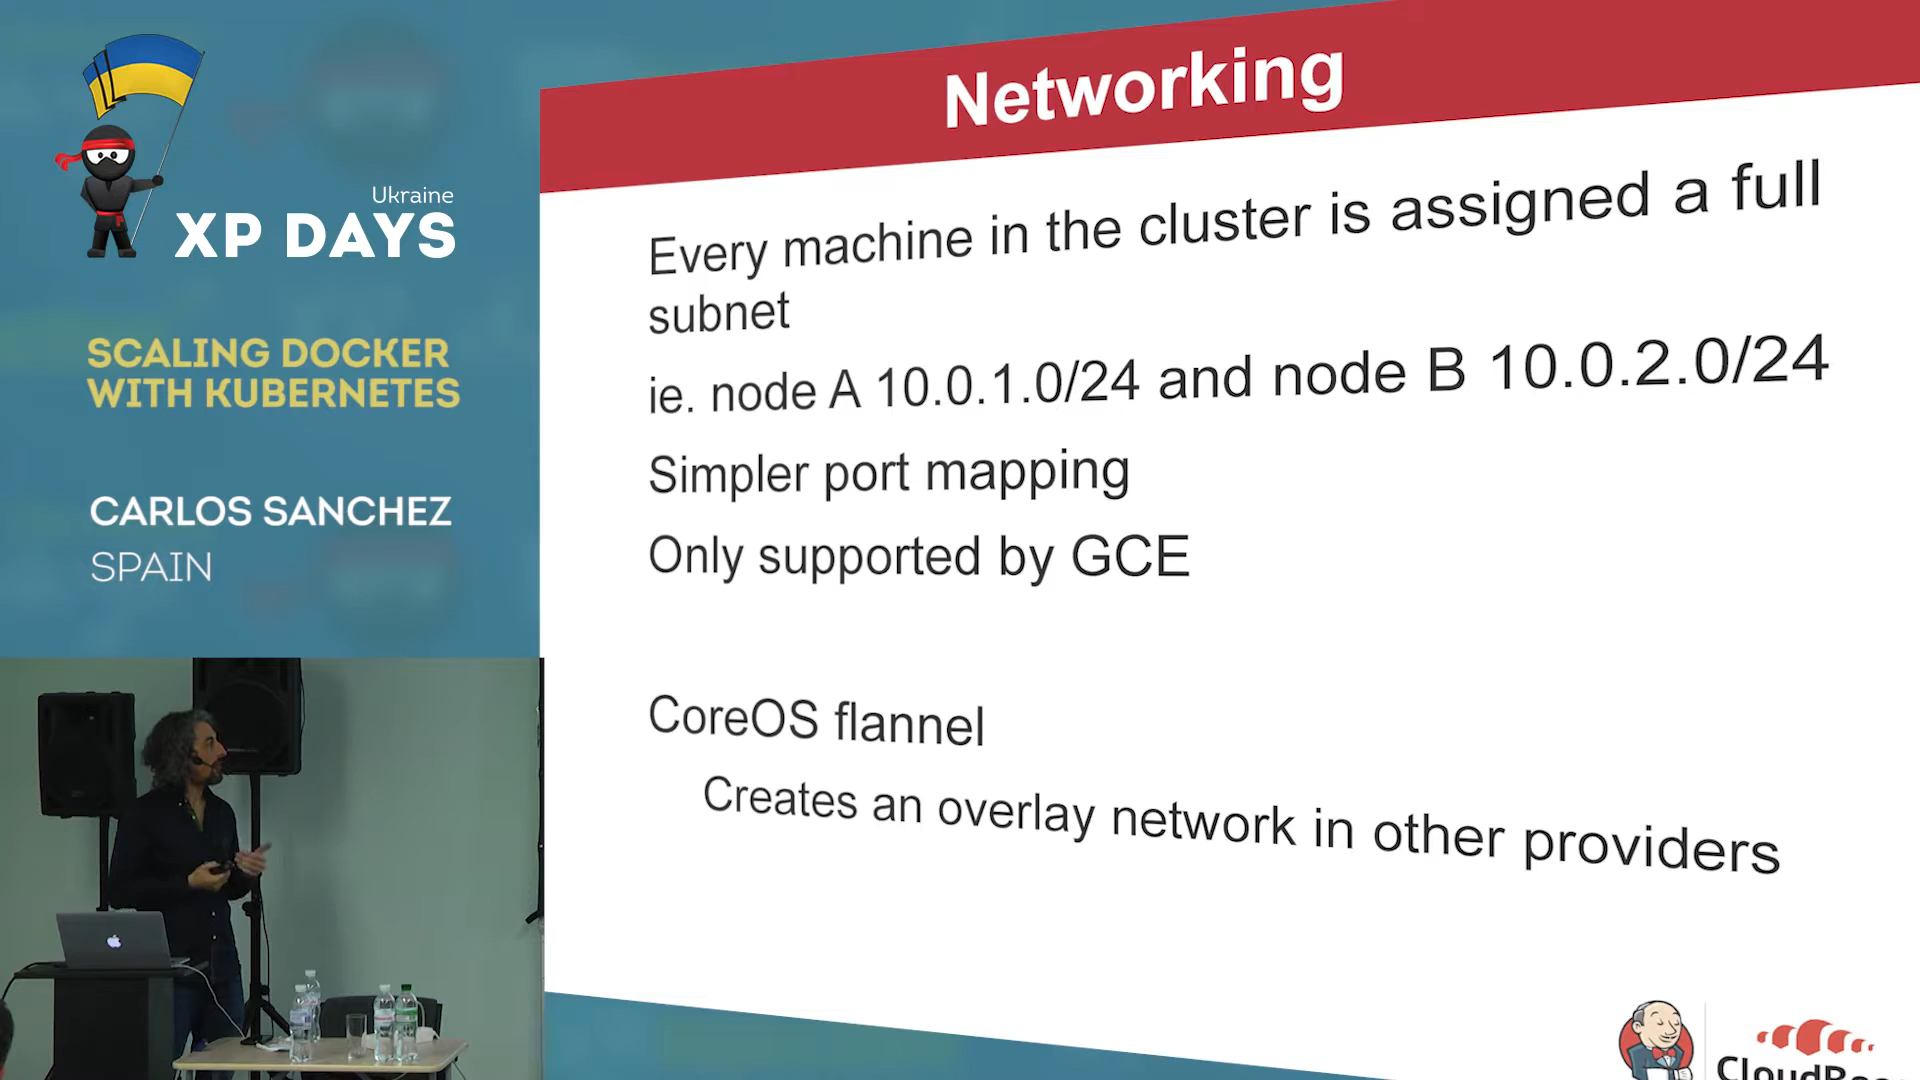 Ukraine
XP DAYS
SCALING DOCKER
WITH KUBERNETES
CARLOS SANCHEZ
SPAIN
Networking
Every machine in the cluster is assigned a full
subnet
ie. node A 10.0.1.0/24 and node B 10.0.2.0/24
Simpler port mapping
Only supported by GCE
CoreOS flannel
Creates an overlay network in other providers